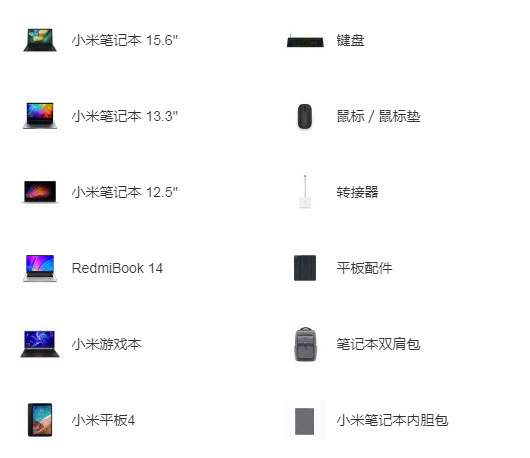 小米笔记本 15.6"
键盘
小米笔记本 13.3"
鼠标 / 鼠标垫
小米笔记本 12.5"
转接器
RedmiBook 14
平板配件
小米游戏本
笔记本双肩包
小米平板4
小米笔记本内胆包